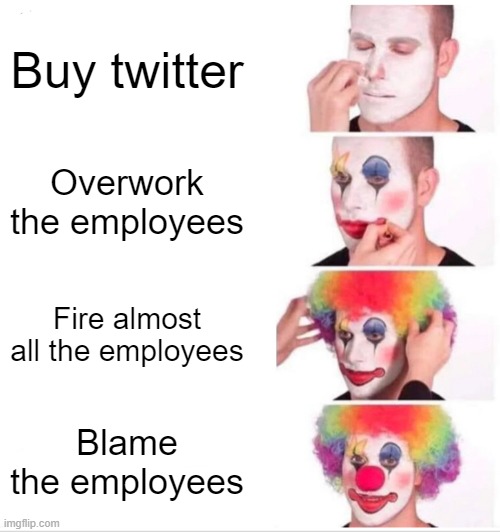 Buy twitter
Overwork
the employees
Fire almost
all the employees
Blame
the employees
imgflip.com